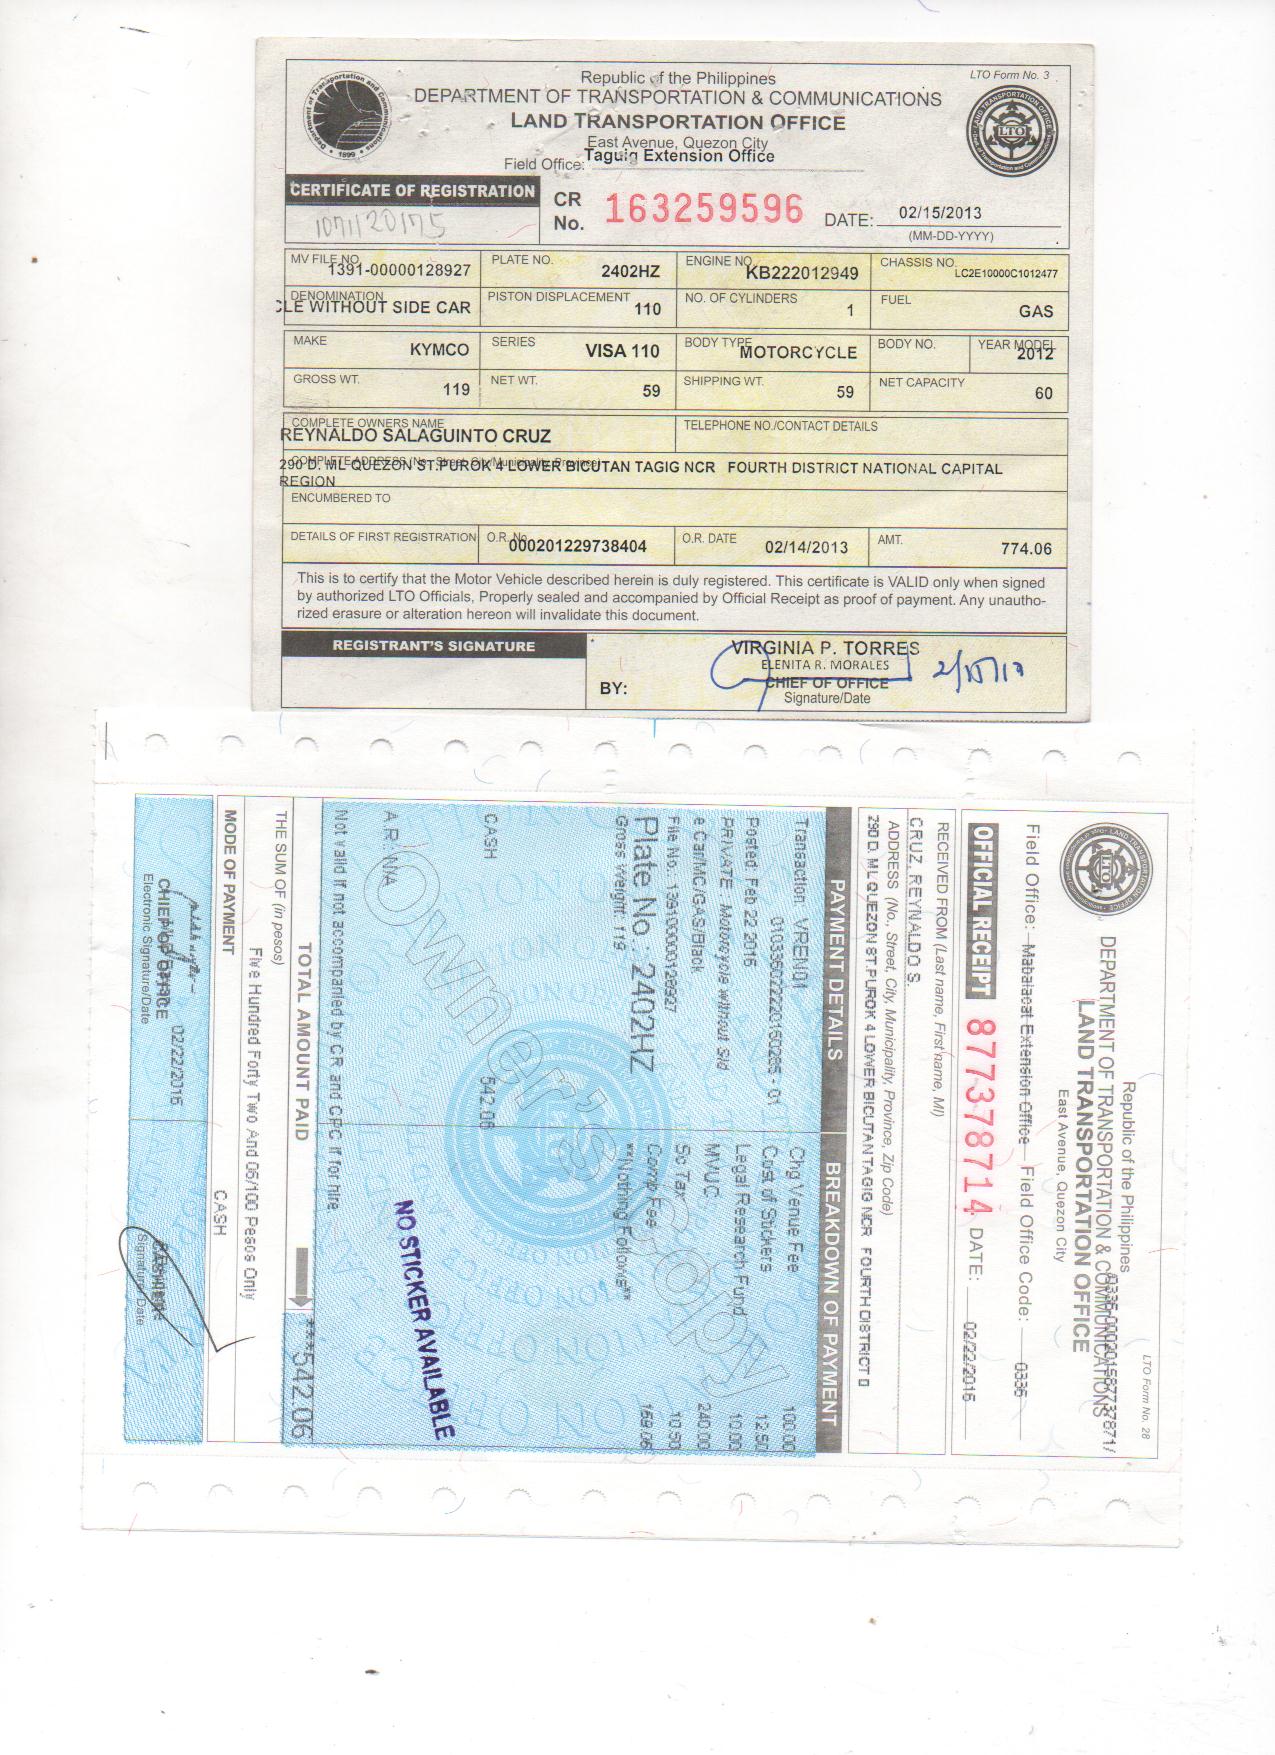 LTO Form No. 3
Republic of the Philippines
DEPARTMENT OF TRANSPORTATION & COMMUNICATIONS
LAND TRANSPORTATION OFFICE
East Avenue, Quezon City
Field Office: Taguig Extension Office
CERTIFICATE OF REGISTRATION
CR No. 163259596 DATE: 02/15/2013
(MM-DD-YYYY)
MV FILE NO. 1391-00000128927 PLATE NO. 2402HZ ENGINE NO. KB222012949 CHASSIS NO. LC2E10000C1012477
DENOMINATION CLE WITHOUT SIDE CAR PISTON DISPLACEMENT 110 NO. OF CYLINDERS 1 FUEL GAS
MAKE KYMCO SERIES VISA 110 BODY TYPE MOTORCYCLE BODY NO. YEAR MODEL 2012
GROSS WT. 119 NET WT. 59 SHIPPING WT. 59 NET CAPACITY 60
COMPLETE OWNERS NAME TELEPHONE NO./CONTACT DETAILS
REYNALDO SALAGUINTO CRUZ
COMPLETE ADDRESS (No., Street, City/Municipality, Province)
290 D. ML QUEZON ST.PUROK 4 LOWER BICUTAN TAGIG NCR FOURTH DISTRICT NATIONAL CAPITAL
REGION
ENCUMBERED TO
DETAILS OF FIRST REGISTRATION O.R. No. 000201229738404 O.R. DATE 02/14/2013 AMT. 774.06
This is to certify that the Motor Vehicle described herein is duly registered. This certificate is VALID only when signed
by authorized LTO Officials, Properly sealed and accompanied by Official Receipt as proof of payment. Any unautho-
rized erasure or alteration hereon will invalidate this document.
REGISTRANT'S SIGNATURE
VIRGINIA P. TORRES
ELENITA R. MORALES
BY: CHIEF OF OFFICE
Signature/Date
LTO Form No. 28
Republic of the Philippines
DEPARTMENT OF TRANSPORTATION & COMMUNICATIONS
LAND TRANSPORTATION OFFICE
East Avenue, Quezon City
Field Office: Mabalacat Extension Office Field Office Code: 0336
OFFICIAL RECEIPT 877378714 DATE: 02/22/2016
RECEIVED FROM (Last name, First name, MI)
CRUZ, REYNALDO S.
ADDRESS (No., Street, City, Municipality, Province, Zip Code)
290 D. ML QUEZON ST.PUROK 4 LOWER BICUTAN TAGIG NCR FOURTH DISTRICT
PAYMENT DETAILS BREAKDOWN OF PAYMENT
Transaction: VREN01 Chg Venue Fee 100.00
Cost of Stickers 12.50
Posted: Feb 22 2016 Legal Research Fund 10.00
PRIVATE Motorcycle without Sid MVUC 240.00
e Car/MC/GAS/Black Sc Tax 10.50
File No.: 139100000128927 Comp Fee 169.06
Plate No.: 2402HZ **Nothing Follows**
Gross Weight: 119
Owner's Copy
CASH 542.06
NO STICKER AVAILABLE
A.R.: N/A
Not valid if not accompanied by CR and CPC if for hire
TOTAL AMOUNT PAID ***542.06
THE SUM OF (in pesos)
Five Hundred Forty Two And 06/100 Pesos Only
MODE OF PAYMENT CASH
CHIEF OF OFFICE 02/22/2016
Electronic Signature/Date Signature/Date